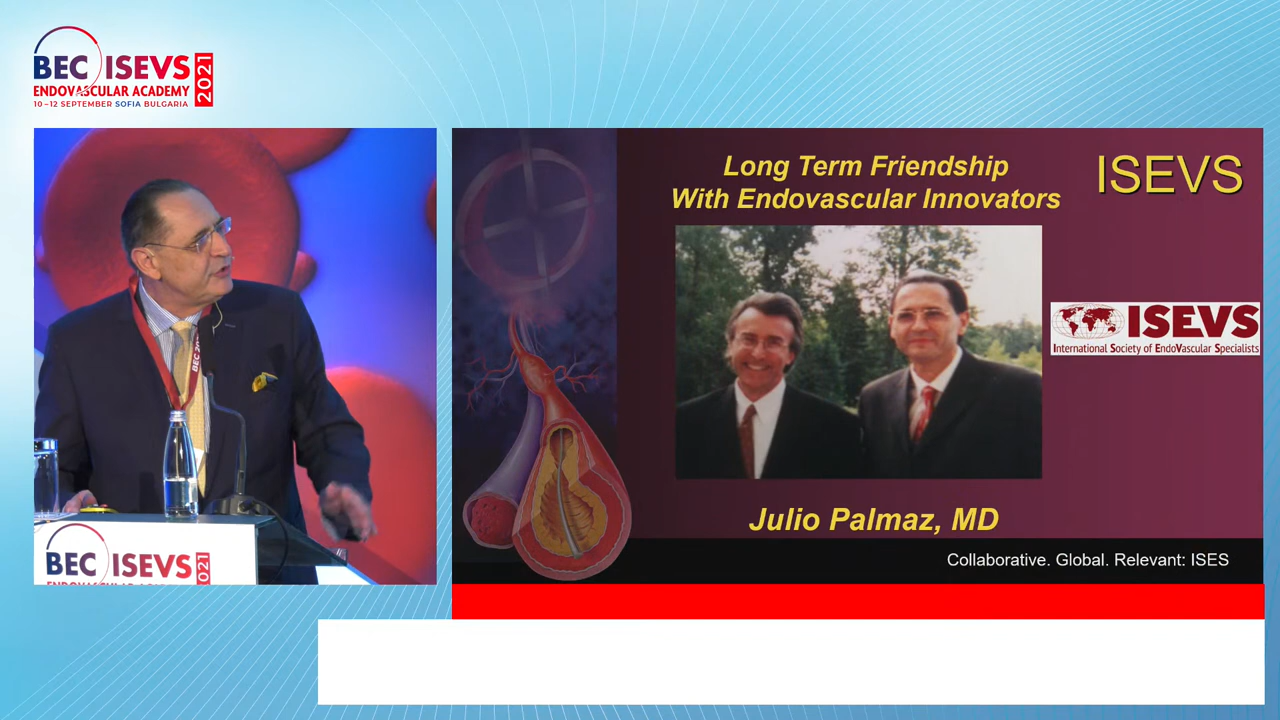 BEC ISEVS
ENDOVASCULAR ACADEMY
10–12 SEPTEMBER SOFIA BULGARIA
2021
BEC
BEC ISEVS
Long Term Friendship
With Endovascular Innovators
ISEVS
ISEVS
International Society of EndoVascular Specialists
Julio Palmaz, MD
Collaborative. Global. Relevant: ISES